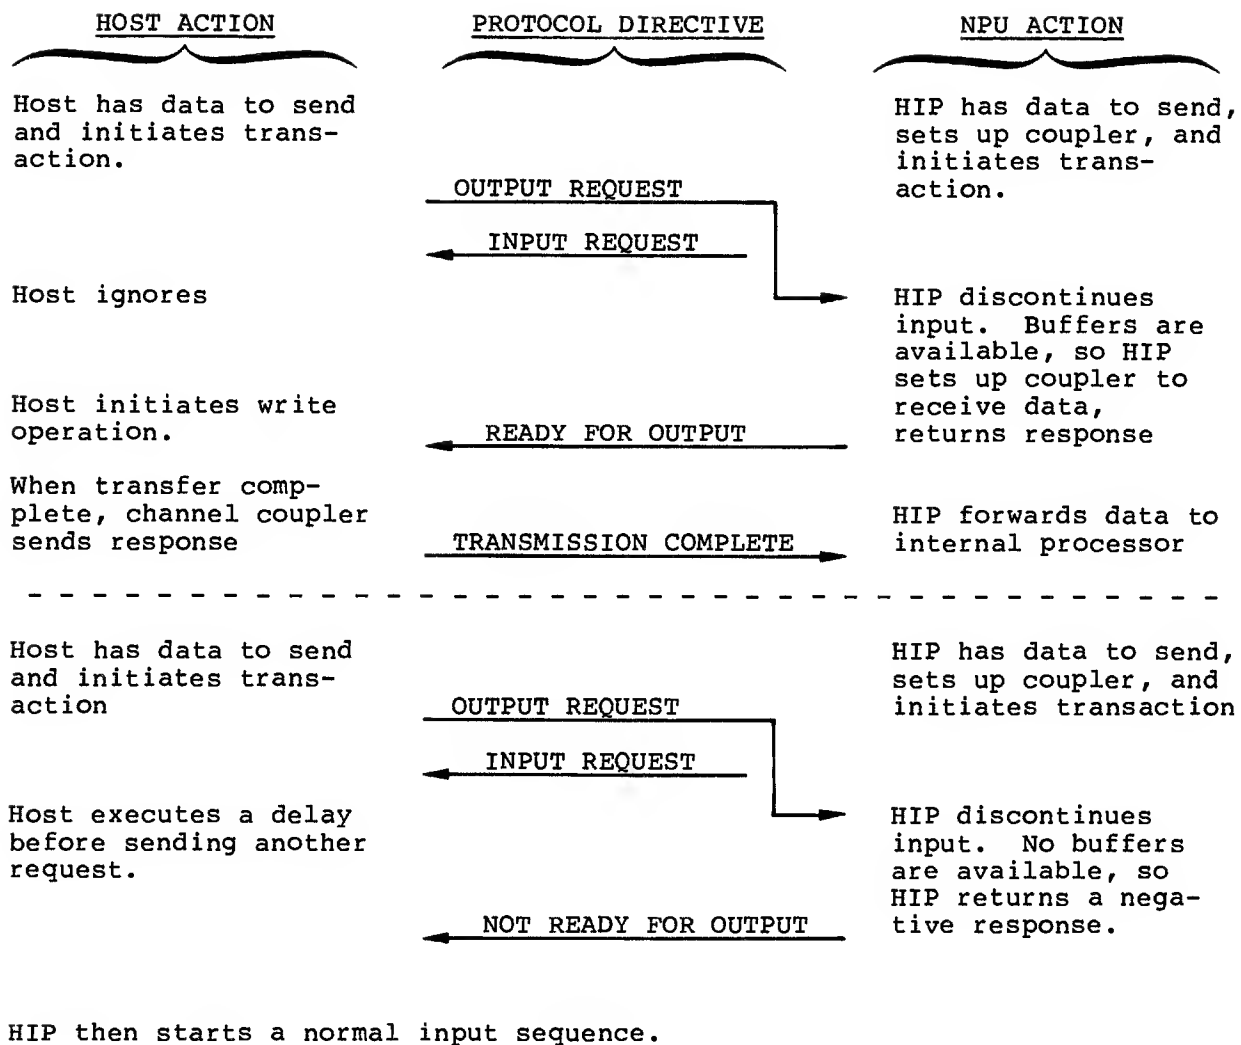 HOST ACTION
PROTOCOL DIRECTIVE
NPU ACTION
Host has data to send
and initiates trans-
action.
HIP has data to send,
sets up coupler, and
initiates trans-
action.
OUTPUT REQUEST
INPUT REQUEST
Host ignores
HIP discontinues
input. Buffers are
available, so HIP
sets up coupler to
receive data,
returns response
Host initiates write
operation.
READY FOR OUTPUT
When transfer comp-
plete, channel coupler
sends response
TRANSMISSION COMPLETE
HIP forwards data to
internal processor
Host has data to send
and initiates trans-
action
HIP has data to send,
sets up coupler, and
initiates transaction
OUTPUT REQUEST
INPUT REQUEST
Host executes a delay
before sending another
request.
HIP discontinues
input. No buffers
are available, so
HIP returns a nega-
tive response.
NOT READY FOR OUTPUT
HIP then starts a normal input sequence.